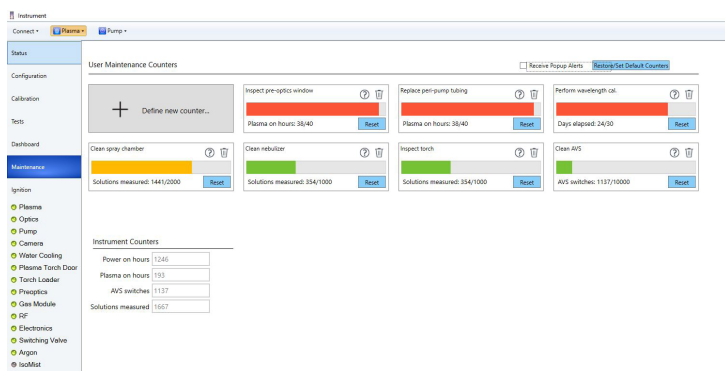 Instrument
Connect
Plasma
Pump
Status
Configuration
Calibration
Tests
Dashboard
Maintenance
Ignition
Plasma
Optics
Pump
Camera
Water Cooling
Plasma Torch Door
Torch Loader
Preoptics
Gas Module
RF
Electronics
Switching Valve
Argon
IsoMist
User Maintenance Counters
Receive Popup Alerts
Restore/Set Default Counters
Define new counter...
Inspect pre-optics window
Plasma on hours: 38/40
Reset
Replace peri-pump tubing
Plasma on hours: 38/40
Reset
Perform wavelength cal.
Days elapsed: 24/30
Reset
Clean spray chamber
Solutions measured: 1441/2000
Reset
Clean nebulizer
Solutions measured: 354/1000
Reset
Inspect torch
Solutions measured: 354/1000
Reset
Clean AVS
AVS switches: 1137/10000
Reset
Instrument Counters
Power on hours 1246
Plasma on hours 193
AVS switches 1137
Solutions measured 1667